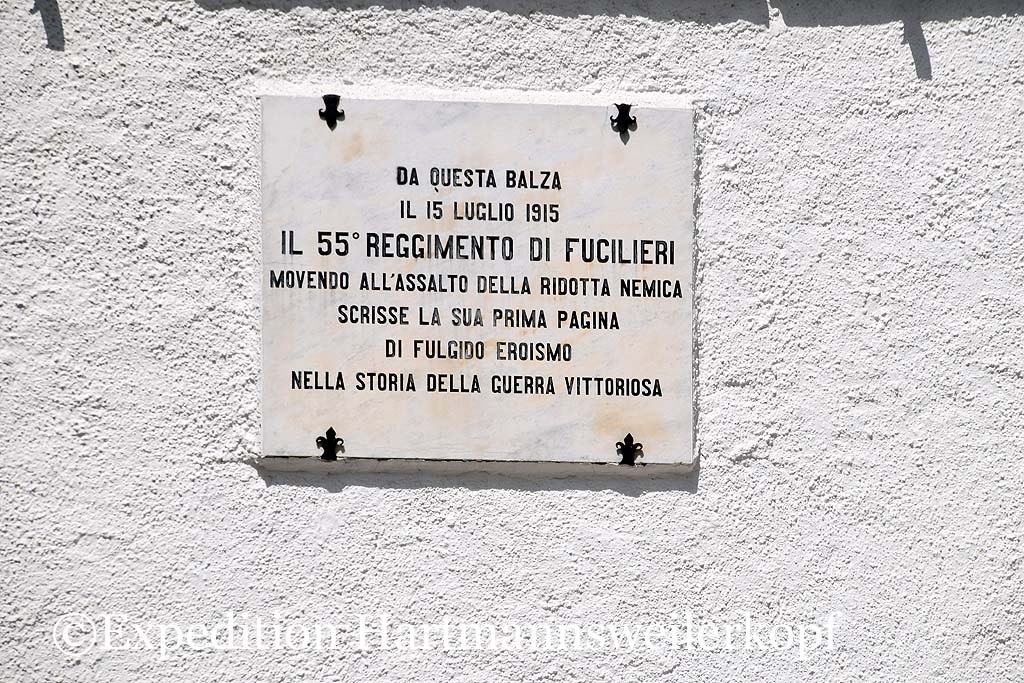 DA QUESTA BALZA
IL 15 LUGLIO 1915
IL 55° REGGIMENTO DI FUCILIERI
MOVENDO ALL'ASSALTO DELLA RIDOTTA NEMICA
SCRISSE LA SUA PRIMA PAGINA
DI FULGIDO EROISMO
NELLA STORIA DELLA GUERRA VITTORIOSA
©Expedition Hartmannsweilerkopf